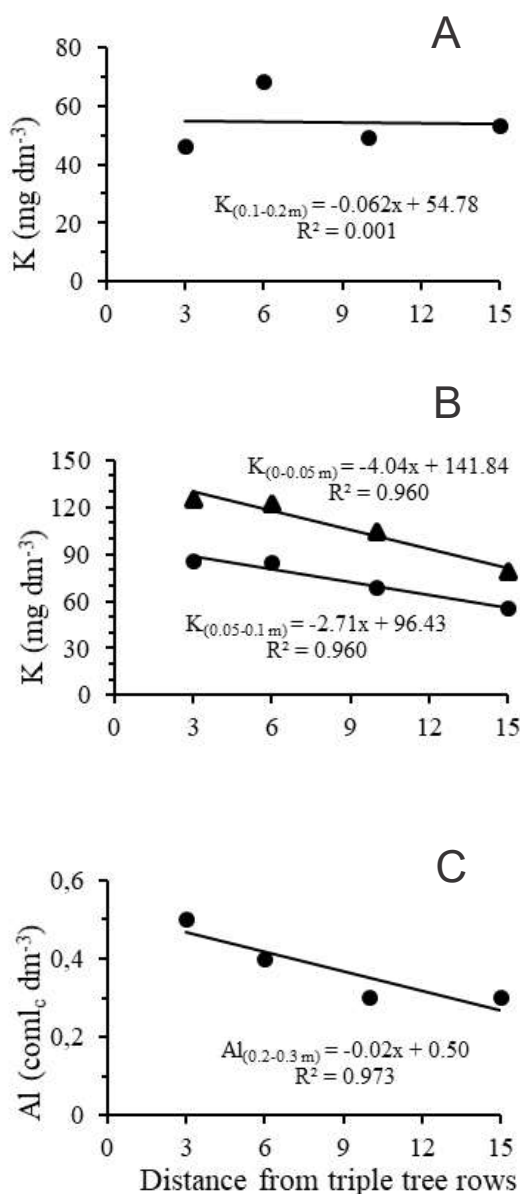 A
80
60
40
20
0
K (mg dm-3)
K(0.1-0.2 m) = -0.062x + 54.78
R² = 0.001
0 3 6 9 12 15
B
150
120
90
60
30
0
K (mg dm-3)
K(0-0.05 m) = -4.04x + 141.84
R² = 0.960
K(0.05-0.1 m) = -2.71x + 96.43
R² = 0.960
0 3 6 9 12 15
C
0,6
0,4
0,2
0
Al (comlc dm-3)
Al(0.2-0.3 m) = -0.02x + 0.50
R² = 0.973
0 3 6 9 12 15
Distance from triple tree rows